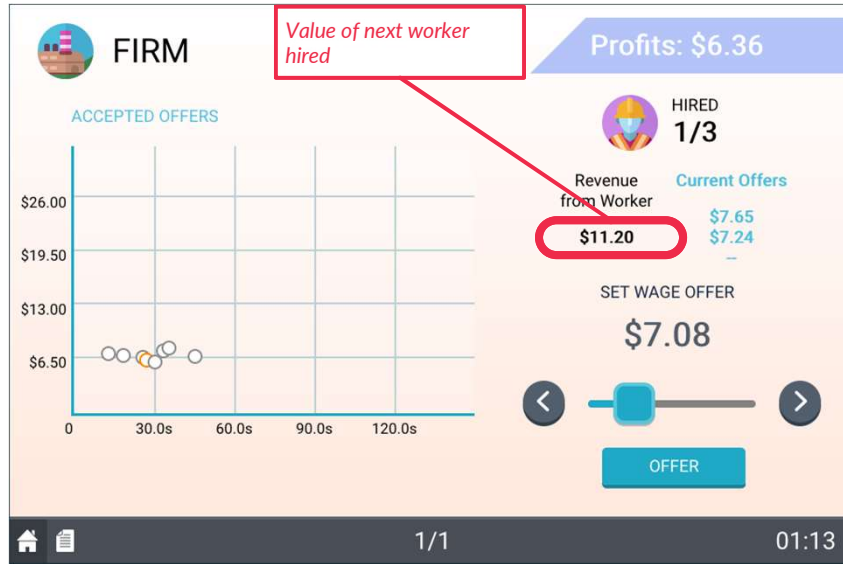 FIRM
Value of next worker
hired
Profits: $6.36
ACCEPTED OFFERS
$26.00
$19.50
$13.00
$6.50
0
30.0s
60.0s
90.0s
120.0s
HIRED
1/3
Revenue
from Worker
$11.20
Current Offers
$7.65
$7.24
--
SET WAGE OFFER
$7.08
OFFER
1/1
01:13